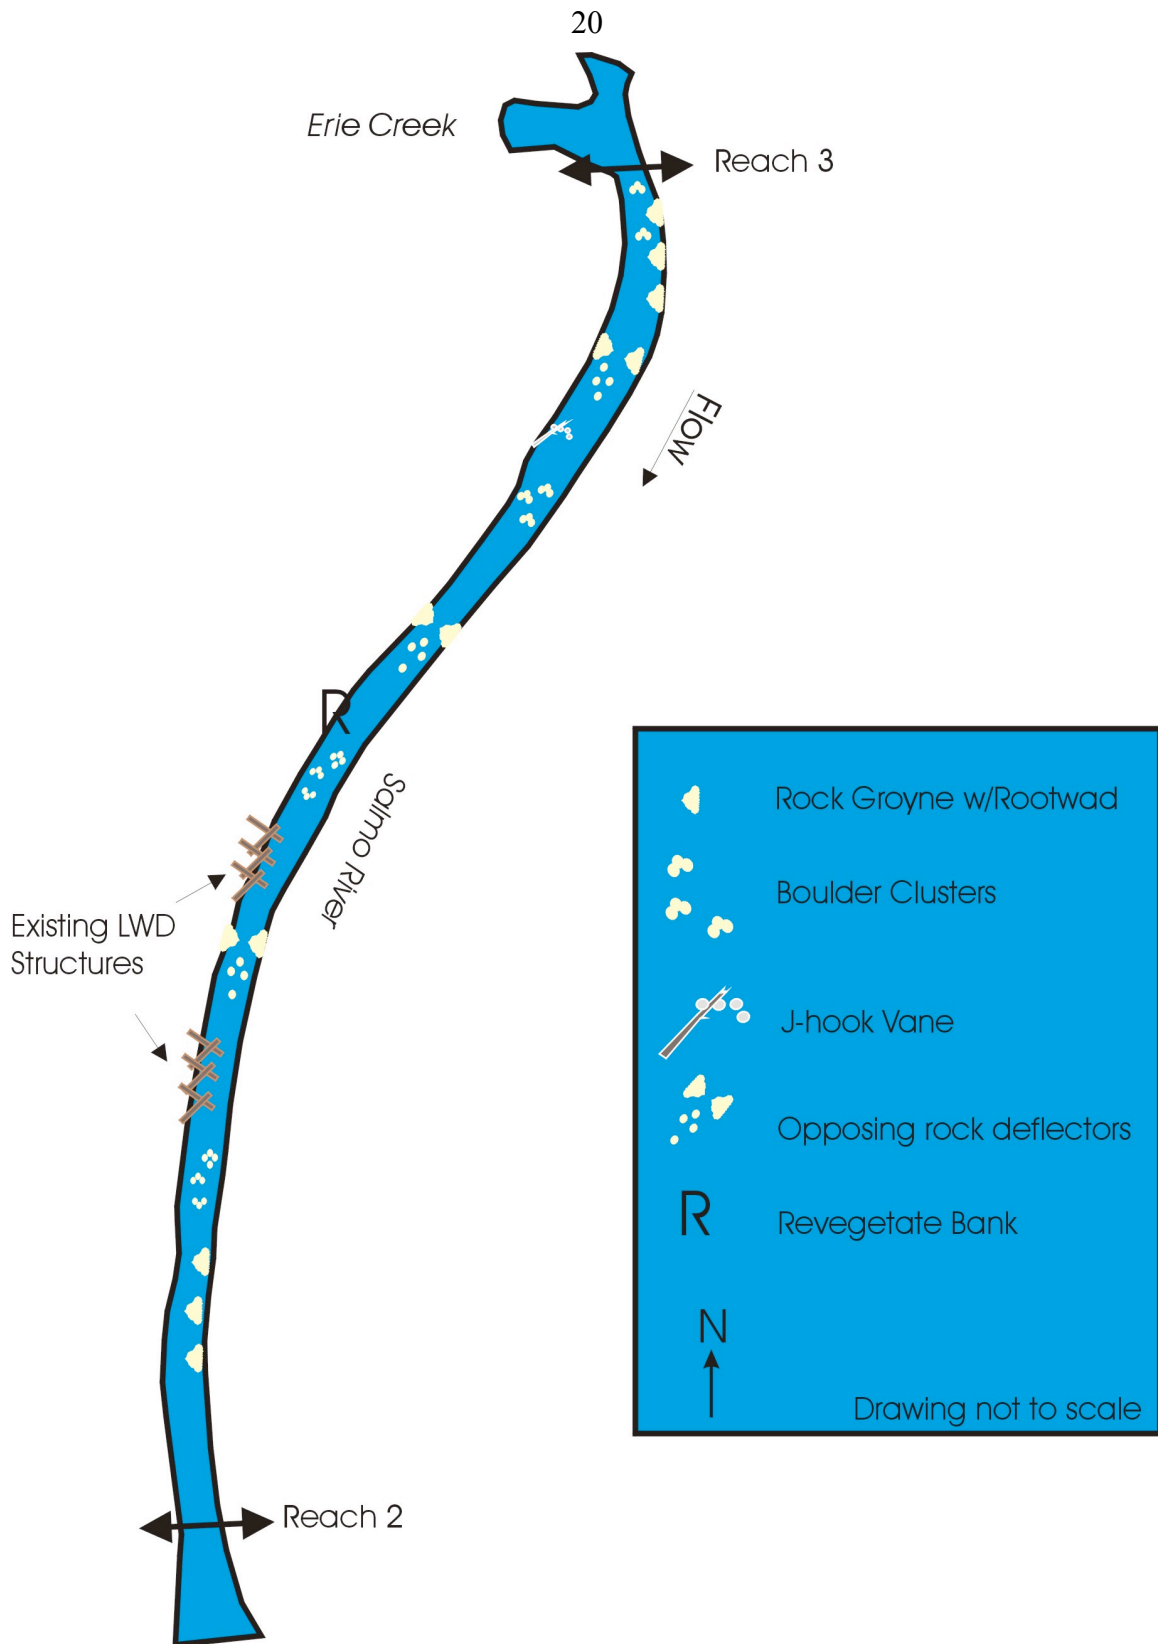 20
Erie Creek
Reach 3
Flow
R
Salmo River
Existing LWD
Structures
Reach 2
Rock Groyne w/Rootwad
Boulder Clusters
J-hook Vane
Opposing rock deflectors
R
Revegetate Bank
N
Drawing not to scale